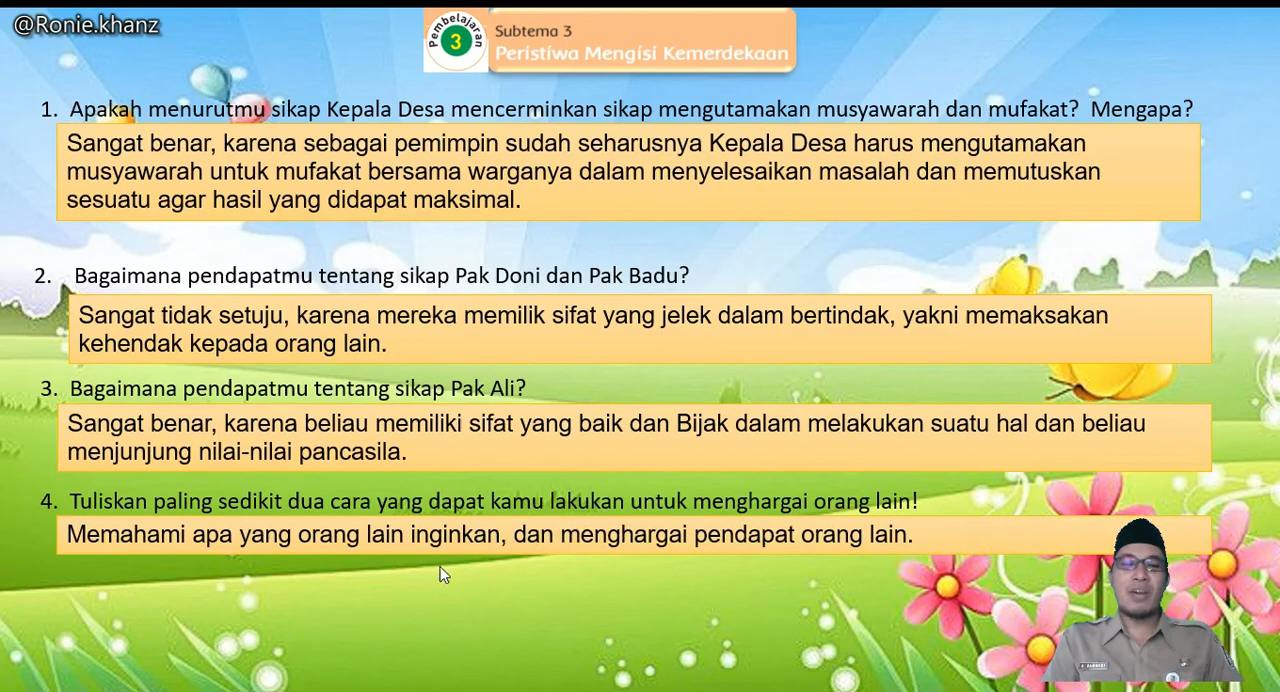 @Ronie.khanz
Pembelajaran
3
Subtema 3
Peristiwa Mengisi Kemerdekaan
1. Apakah menurutmu sikap Kepala Desa mencerminkan sikap mengutamakan musyawarah dan mufakat? Mengapa?
Sangat benar, karena sebagai pemimpin sudah seharusnya Kepala Desa harus mengutamakan
musyawarah untuk mufakat bersama warganya dalam menyelesaikan masalah dan memutuskan
sesuatu agar hasil yang didapat maksimal.
2. Bagaimana pendapatmu tentang sikap Pak Doni dan Pak Badu?
Sangat tidak setuju, karena mereka memilik sifat yang jelek dalam bertindak, yakni memaksakan
kehendak kepada orang lain.
3. Bagaimana pendapatmu tentang sikap Pak Ali?
Sangat benar, karena beliau memiliki sifat yang baik dan Bijak dalam melakukan suatu hal dan beliau
menjunjung nilai-nilai pancasila.
4. Tuliskan paling sedikit dua cara yang dapat kamu lakukan untuk menghargai orang lain!
Memahami apa yang orang lain inginkan, dan menghargai pendapat orang lain.